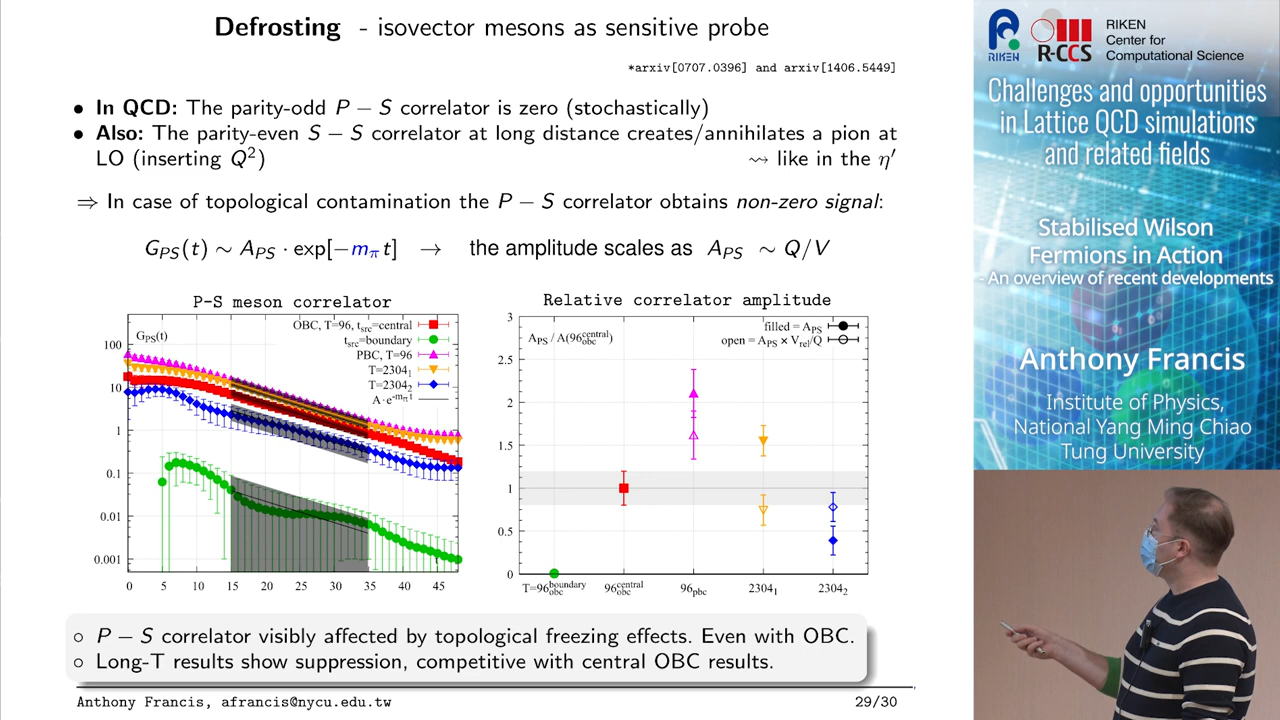 Defrosting - isovector mesons as sensitive probe
*arxiv[0707.0396] and arxiv[1406.5449]
• In QCD: The parity-odd P − S correlator is zero (stochastically)
• Also: The parity-even S − S correlator at long distance creates/annihilates a pion at
LO (inserting Q²) ⇝ like in the η′
⇒ In case of topological contamination the P − S correlator obtains non-zero signal:
G_PS(t) ∼ A_PS · exp[−m_π t] → the amplitude scales as A_PS ∼ Q/V
P-S meson correlator
G_PS(t)
OBC, T=96, t_src=central
t_src=boundary
PBC, T=96
T=2304₁
T=2304₂
A·e^-m_π t
100
10
1
0.1
0.01
0.001
0 5 10 15 20 25 30 35 40 45
Relative correlator amplitude
A_PS / A(96_obc^central)
filled = A_PS
open = A_PS × V_rel/Q
3
2.5
2
1.5
1
0.5
0
T=96_obc^boundary 96_obc^central 96_pbc 2304₁ 2304₂
○ P − S correlator visibly affected by topological freezing effects. Even with OBC.
○ Long-T results show suppression, competitive with central OBC results.
Anthony Francis, afrancis@nycu.edu.tw 29/30
RIKEN
R-CCS
RIKEN
Center for
Computational Science
Challenges and opportunities
in Lattice QCD simulations
and related fields
Stabilised Wilson
Fermions in Action
- An overview of recent developments
Anthony Francis
Institute of Physics,
National Yang Ming Chiao
Tung University